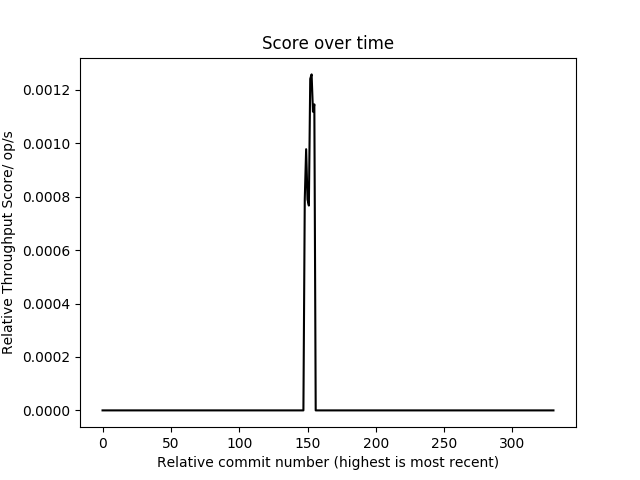 Score over time
Relative Throughput Score/ op/s
0.0012
0.0010
0.0008
0.0006
0.0004
0.0002
0.0000
0 50 100 150 200 250 300
Relative commit number (highest is most recent)